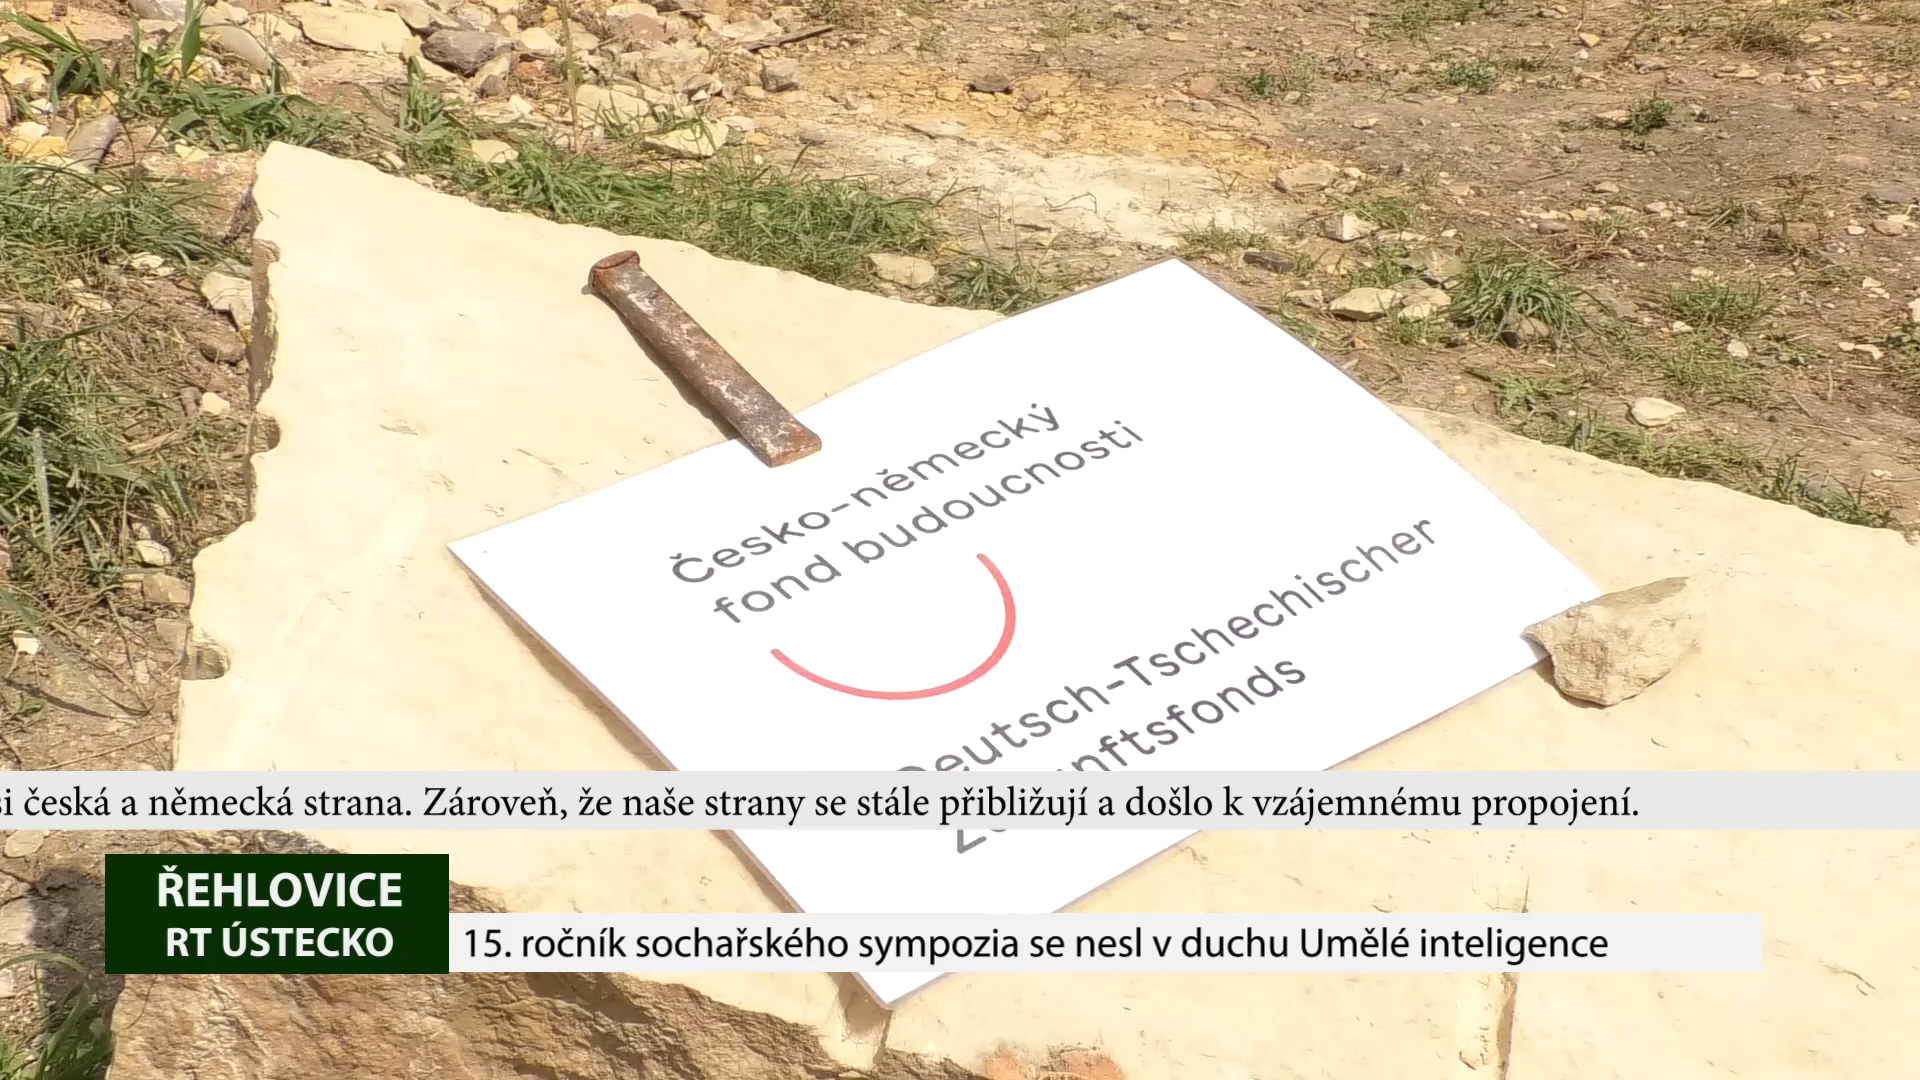 Česko-německý
fond budoucnosti
Deutsch-Tschechischer
si česká a německá strana. Zároveň, že naše strany se stále přibližují a došlo k vzájemnému propojení.
ŘEHLOVICE
RT ÚSTECKO
15. ročník sochařského sympozia se nesl v duchu Umělé inteligence